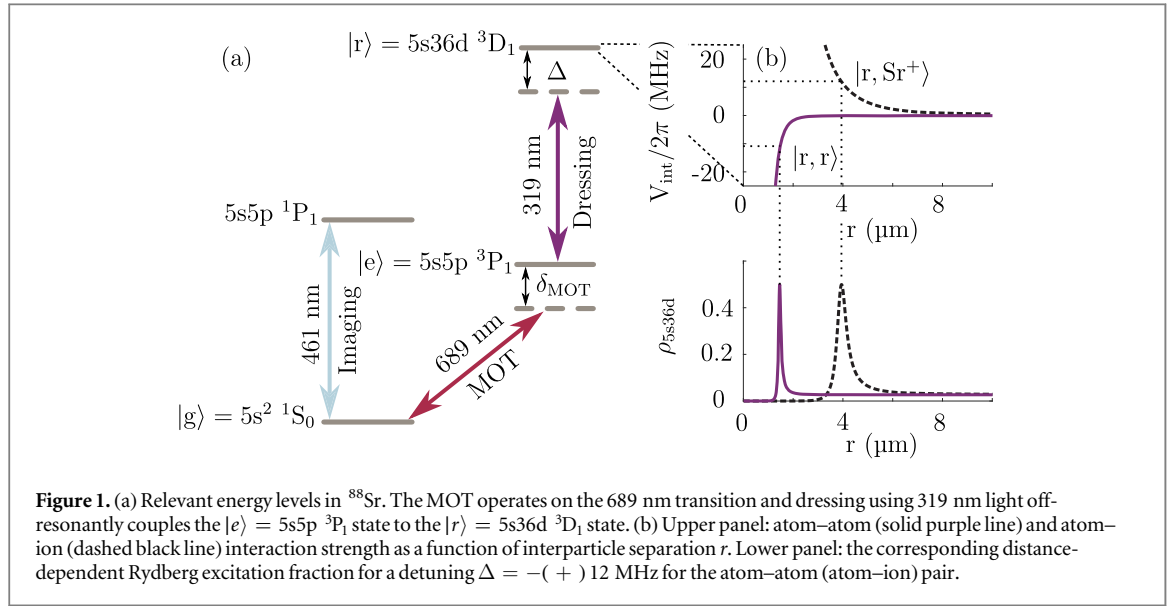 (a)
|r⟩ = 5s36d ³D₁
Δ
319 nm
Dressing
5s5p ¹P₁
|e⟩ = 5s5p ³P₁
δMOT
461 nm
Imaging
689 nm
MOT
|g⟩ = 5s² ¹S₀
(b)
Vint/2π (MHz)
20
0
-20
|r, Sr⁺⟩
|r, r⟩
0 4 8
r (µm)
ρ5s36d
0.4
0.2
0
0 4 8
r (µm)
Figure 1. (a) Relevant energy levels in ⁸⁸Sr. The MOT operates on the 689 nm transition and dressing using 319 nm light off-
resonantly couples the |e⟩ = 5s5p ³P₁ state to the |r⟩ = 5s36d ³D₁ state. (b) Upper panel: atom–atom (solid purple line) and atom–
ion (dashed black line) interaction strength as a function of interparticle separation r. Lower panel: the corresponding distance-
dependent Rydberg excitation fraction for a detuning Δ = −( + ) 12 MHz for the atom–atom (atom–ion) pair.